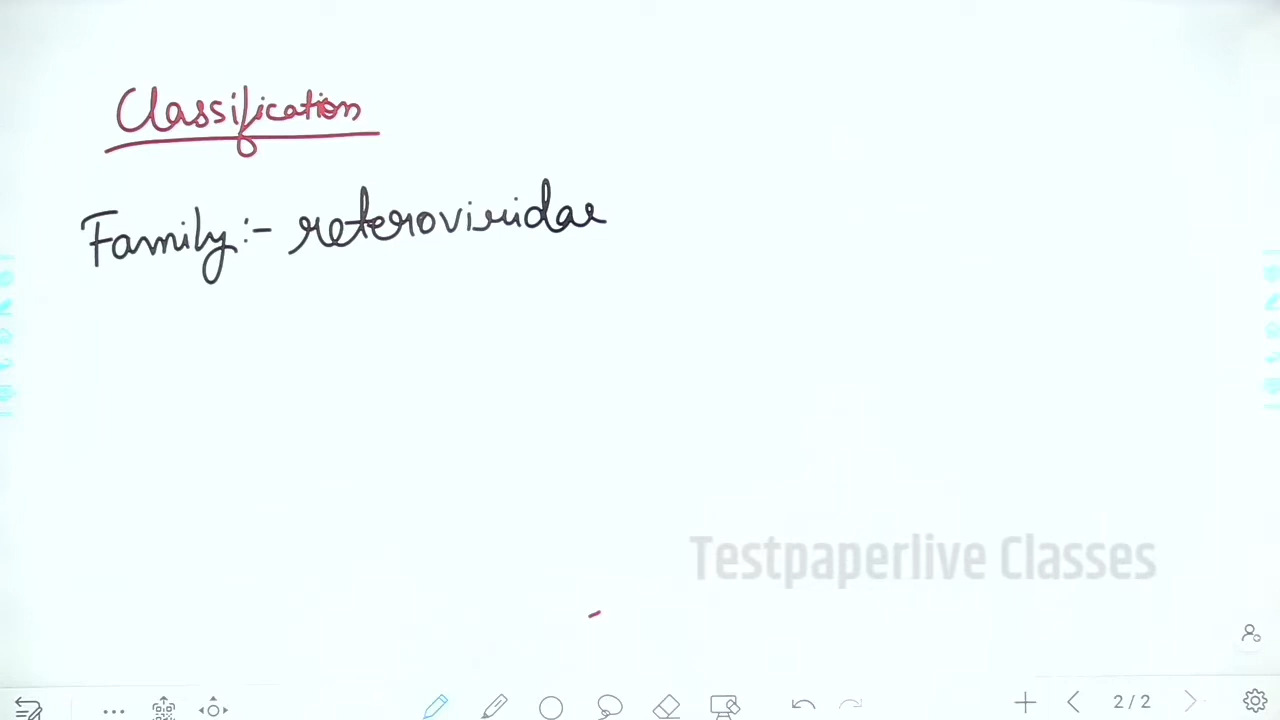 Classification
Family:- reteroviridae
Testpaperlive Classes
2/2